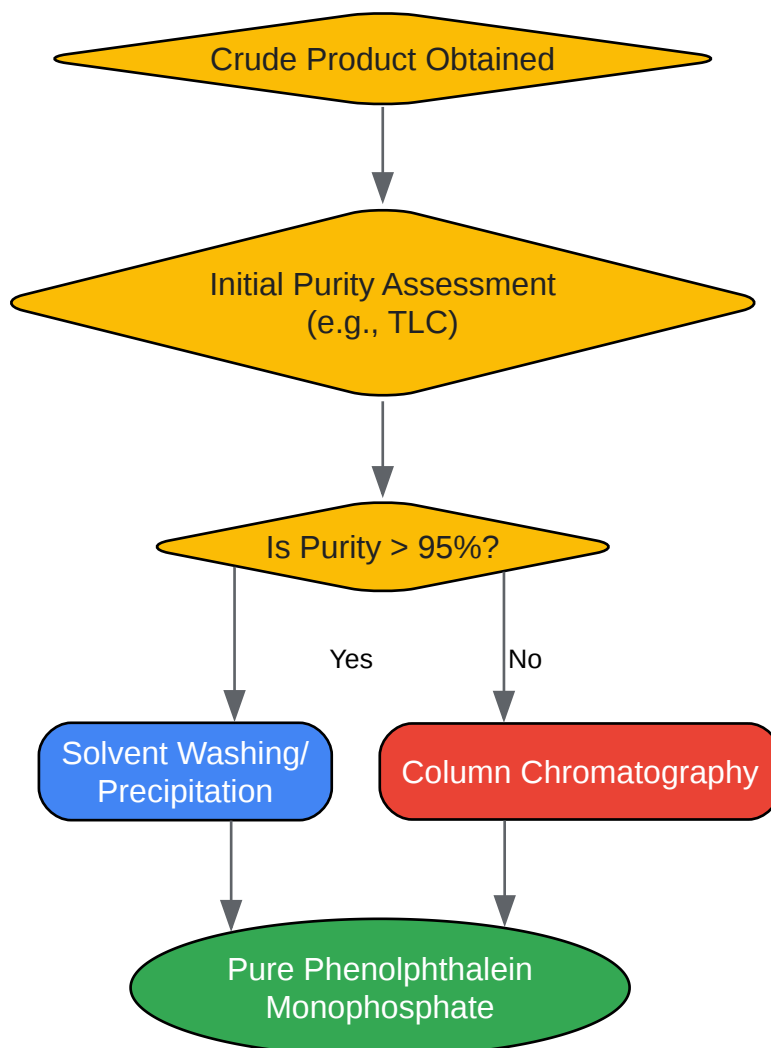 Crude Product Obtained
Initial Purity Assessment
(e.g., TLC)
Is Purity > 95%?
Yes
No
Solvent Washing/
Precipitation
Column Chromatography
Pure Phenolphthalein
Monophosphate